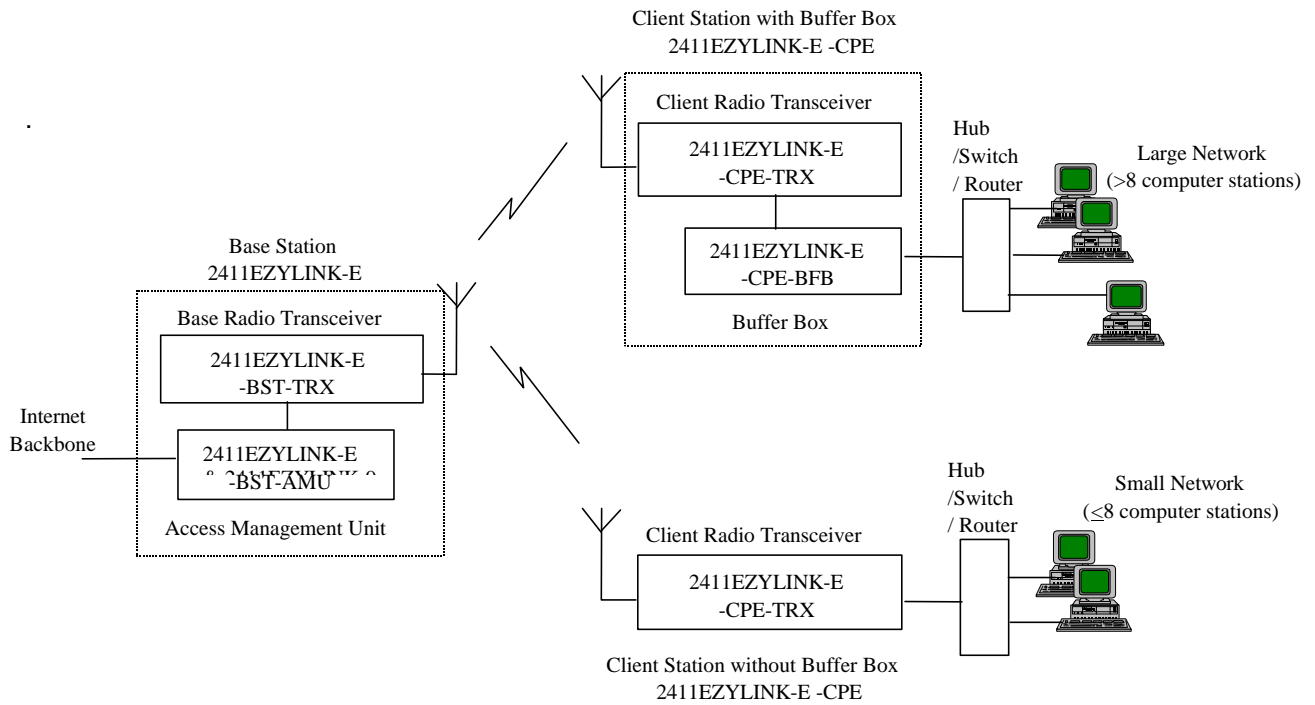 Client Station with Buffer Box
2411EZYLINK-E -CPE
Client Radio Transceiver
2411EZYLINK-E
-CPE-TRX
2411EZYLINK-E
-CPE-BFB
Buffer Box
Hub
/Switch
/ Router
Large Network
(>8 computer stations)
Base Station
2411EZYLINK-E
Base Radio Transceiver
2411EZYLINK-E
-BST-TRX
Internet
Backbone
2411EZYLINK-E
-BST-AMU
Access Management Unit
Client Radio Transceiver
2411EZYLINK-E
-CPE-TRX
Client Station without Buffer Box
2411EZYLINK-E -CPE
Hub
/Switch
/ Router
Small Network
(≤8 computer stations)